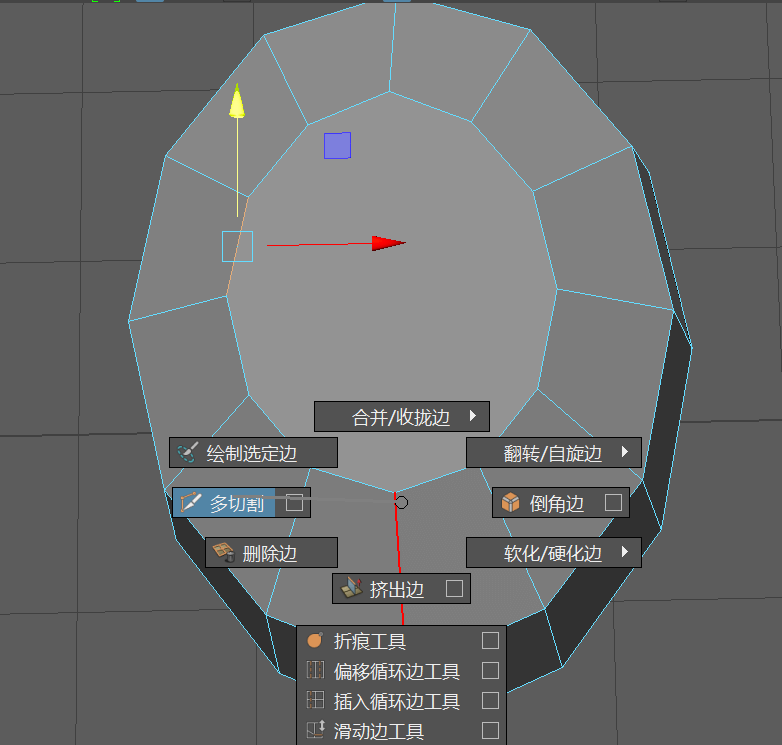 合并/收拢边
绘制选定边
翻转/自旋边
多切割
倒角边
删除边
软化/硬化边
挤出边
折痕工具
偏移循环边工具
插入循环边工具
滑动边工具